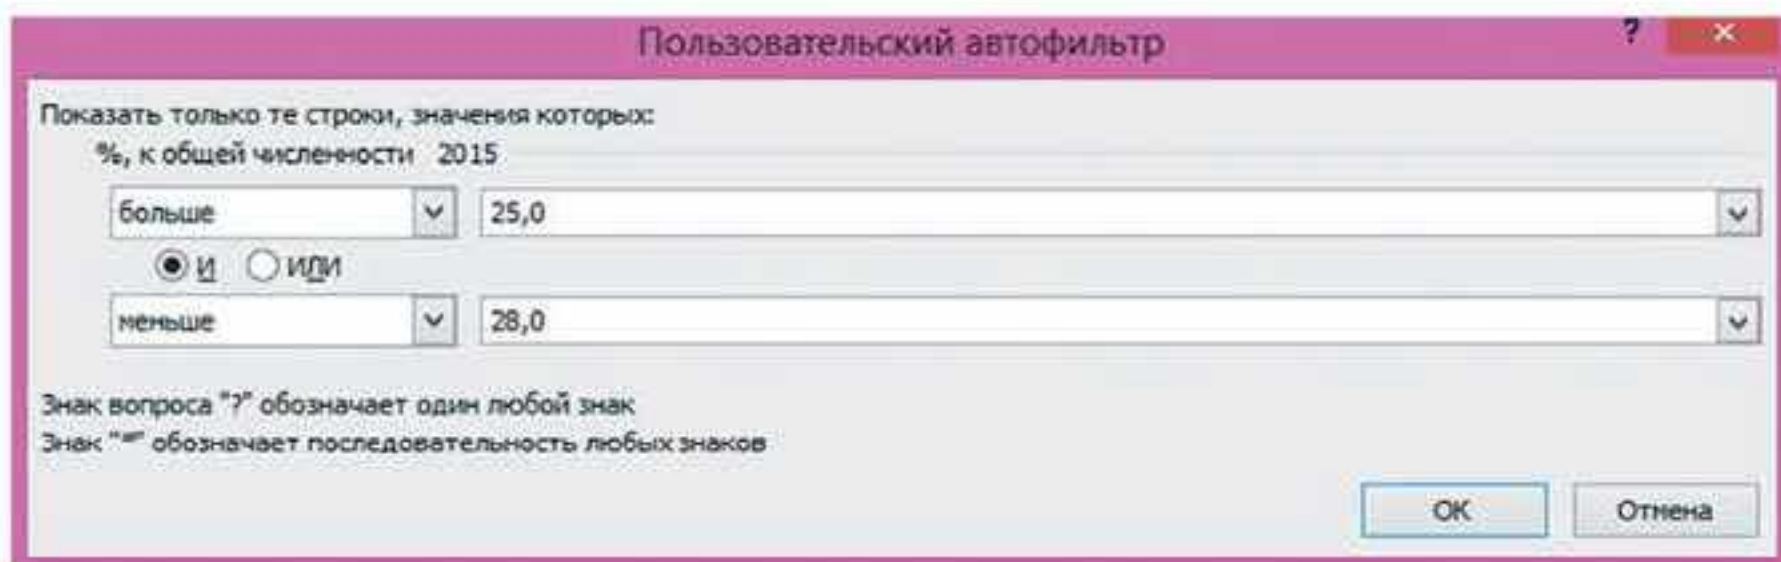 Пользовательский автофильтр ? ×
Показать только те строки, значения которых:
%, к общей численности 2015
больше 25,0
И ИЛИ
меньше 28,0
Знак вопроса "?" обозначает один любой знак
Знак "*" обозначает последовательность любых знаков
ОК Отмена